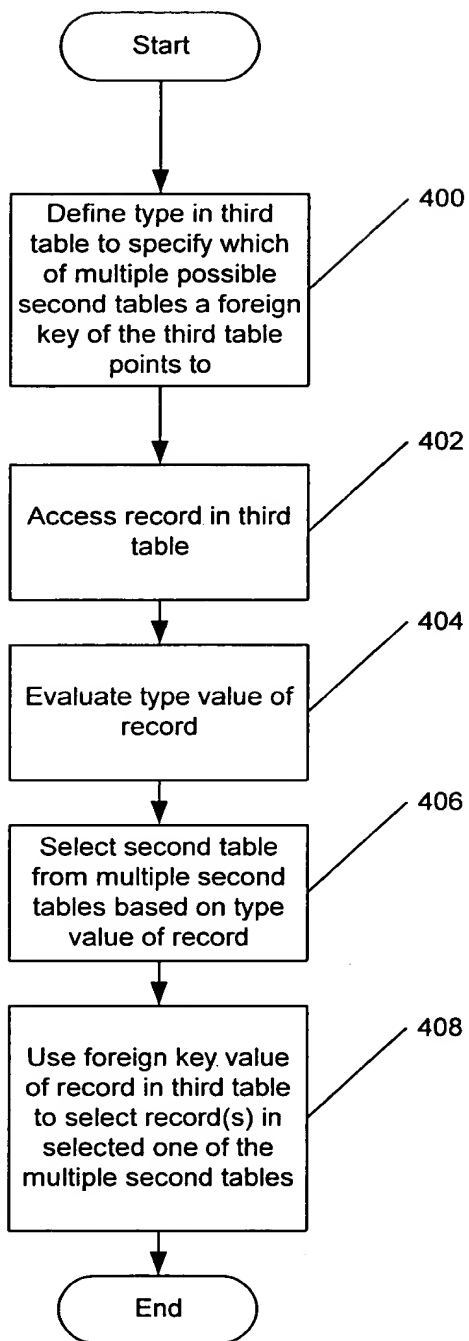 Start
Define type in third
table to specify which
of multiple possible
second tables a foreign
key of the third table
points to
400
Access record in third
table
402
Evaluate type value of
record
404
Select second table
from multiple second
tables based on type
value of record
406
Use foreign key value
of record in third table
to select record(s) in
selected one of the
multiple second tables
408
End